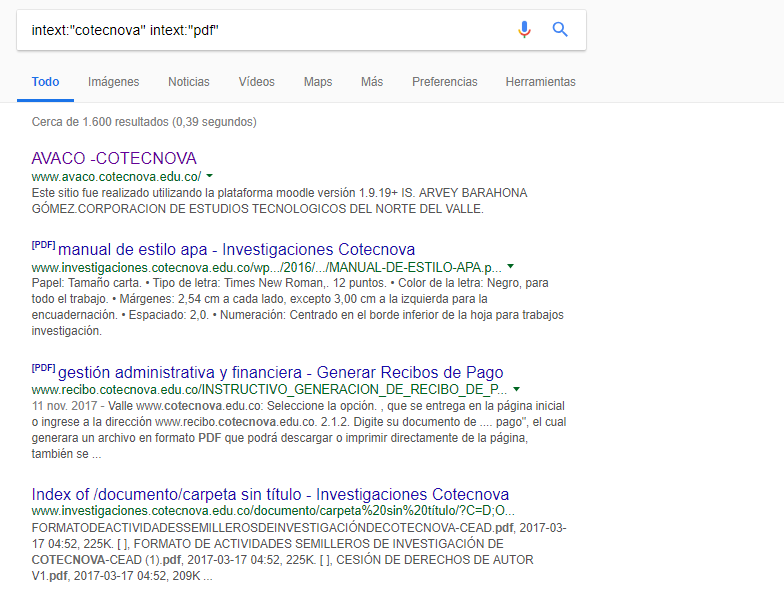 intext:"cotecnova" intext:"pdf"
Todo Imágenes Noticias Vídeos Maps Más Preferencias Herramientas
Cerca de 1.600 resultados (0,39 segundos)
AVACO -COTECNOVA
www.avaco.cotecnova.edu.co/
Este sitio fue realizado utilizando la plataforma moodle versión 1.9.19+ IS. ARVEY BARAHONA
GÓMEZ.CORPORACION DE ESTUDIOS TECNOLOGICOS DEL NORTE DEL VALLE.
[PDF] manual de estilo apa - Investigaciones Cotecnova
www.investigaciones.cotecnova.edu.co/wp.../2016/.../MANUAL-DE-ESTILO-APA.p...
Papel: Tamaño carta. • Tipo de letra: Times New Roman,. 12 puntos. • Color de la letra: Negro, para
todo el trabajo. • Márgenes: 2,54 cm a cada lado, excepto 3,00 cm a la izquierda para la
encuadernación. • Espaciado: 2,0. • Numeración: Centrado en el borde inferior de la hoja para trabajos
investigación.
[PDF] gestión administrativa y financiera - Generar Recibos de Pago
www.recibo.cotecnova.edu.co/INSTRUCTIVO_GENERACION_DE_RECIBO_DE_P...
11 nov. 2017 - Valle www.cotecnova.edu.co: Seleccione la opción. , que se entrega en la página inicial
o ingrese a la dirección www.recibo.cotecnova.edu.co. 2.1.2. Digite su documento de .... pago", el cual
generara un archivo en formato PDF que podrá descargar o imprimir directamente de la página,
también se ...
Index of /documento/carpeta sin título - Investigaciones Cotecnova
www.investigaciones.cotecnova.edu.co/documento/carpeta%20sin%20título/?C=D;O...
FORMATODEACTIVIDADESSEMILLEROSDEINVESTIGACIÓNDECOTECNOVA-CEAD.pdf, 2017-03-
17 04:52, 225K. [ ], FORMATO DE ACTIVIDADES SEMILLEROS DE INVESTIGACIÓN DE
COTECNOVA-CEAD (1).pdf, 2017-03-17 04:52, 225K. [ ], CESIÓN DE DERECHOS DE AUTOR
V1.pdf, 2017-03-17 04:52, 209K ...